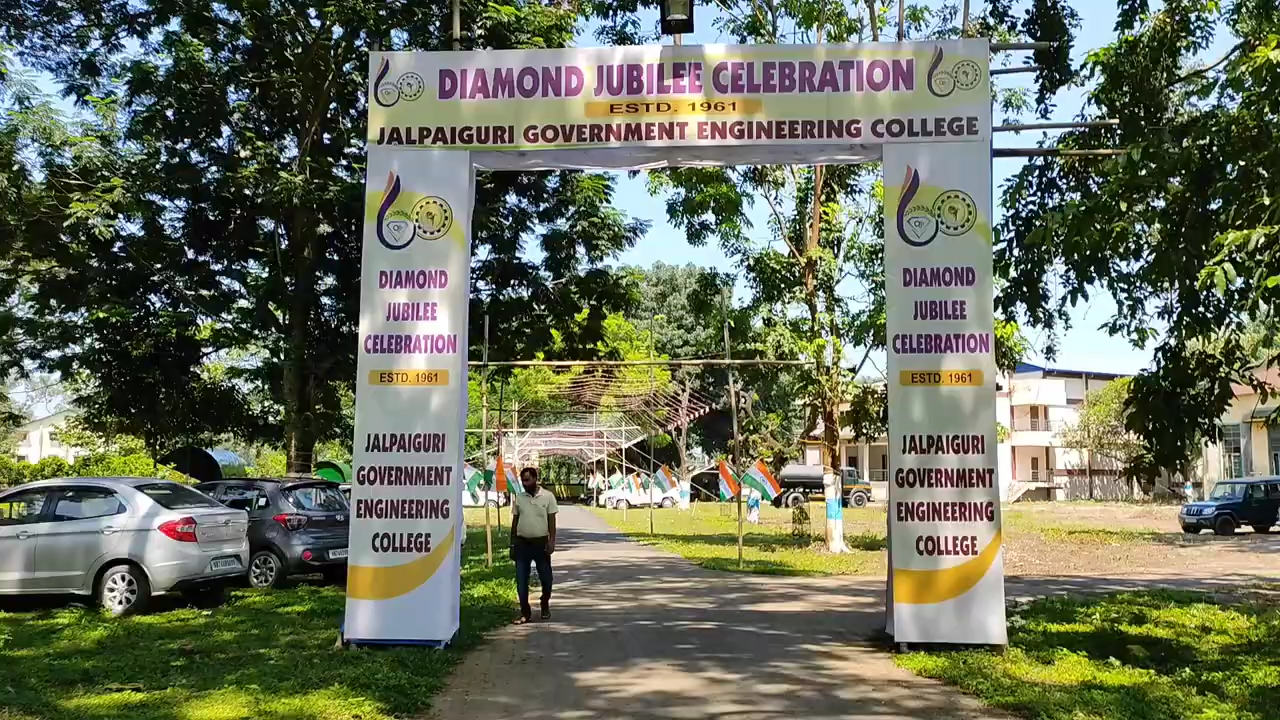 DIAMOND JUBILEE CELEBRATION
ESTD. 1961
JALPAIGURI GOVERNMENT ENGINEERING COLLEGE
DIAMOND
JUBILEE
CELEBRATION
ESTD. 1961
JALPAIGURI
GOVERNMENT
ENGINEERING
COLLEGE
DIAMOND
JUBILEE
CELEBRATION
ESTD. 1961
JALPAIGURI
GOVERNMENT
ENGINEERING
COLLEGE